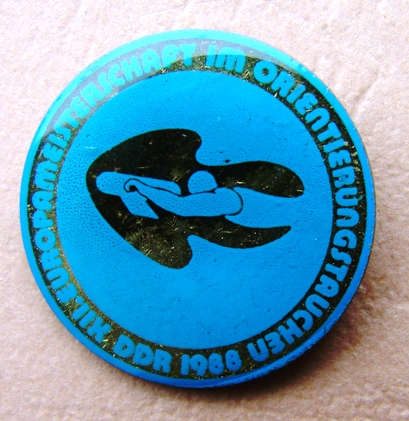 XII. EUROPAMEISTERSCHAFT IM ORIENTIERUNGSTAUCHEN DDR 1988